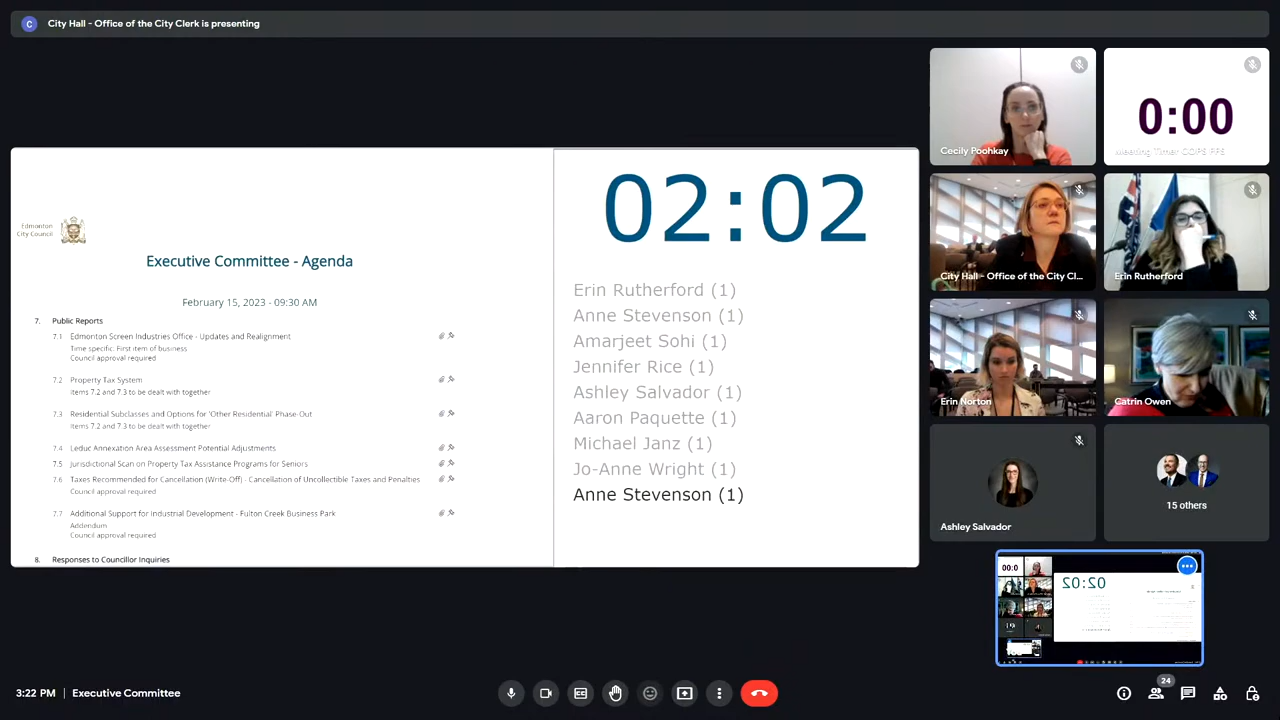 C
City Hall - Office of the City Clerk is presenting
Edmonton
City Council
Executive Committee - Agenda
February 15, 2023 - 09:30 AM
7. Public Reports
7.1 Edmonton Screen Industries Office - Updates and Realignment
Time specific: First item of business
Council approval required
7.2 Property Tax System
Items 7.2 and 7.3 to be dealt with together
7.3 Residential Subclasses and Options for 'Other Residential' Phase-Out
Items 7.2 and 7.3 to be dealt with together
7.4 Leduc Annexation Area Assessment Potential Adjustments
7.5 Jurisdictional Scan on Property Tax Assistance Programs for Seniors
7.6 Taxes Recommended for Cancellation (Write-Off) - Cancellation of Uncollectible Taxes and Penalties
Council approval required
7.7 Additional Support for Industrial Development - Fulton Creek Business Park
Addendum
Council approval required
8. Responses to Councillor Inquiries
02:02
Erin Rutherford (1)
Anne Stevenson (1)
Amarjeet Sohi (1)
Jennifer Rice (1)
Ashley Salvador (1)
Aaron Paquette (1)
Michael Janz (1)
Jo-Anne Wright (1)
Anne Stevenson (1)
Cecily Poohkay
0:00
Meeting Timer COPS PPS
City Hall - Office of the City Cl...
Erin Rutherford
Erin Norton
Catrin Owen
Ashley Salvador
15 others
00:0
02:02
3:22 PM | Executive Committee
24